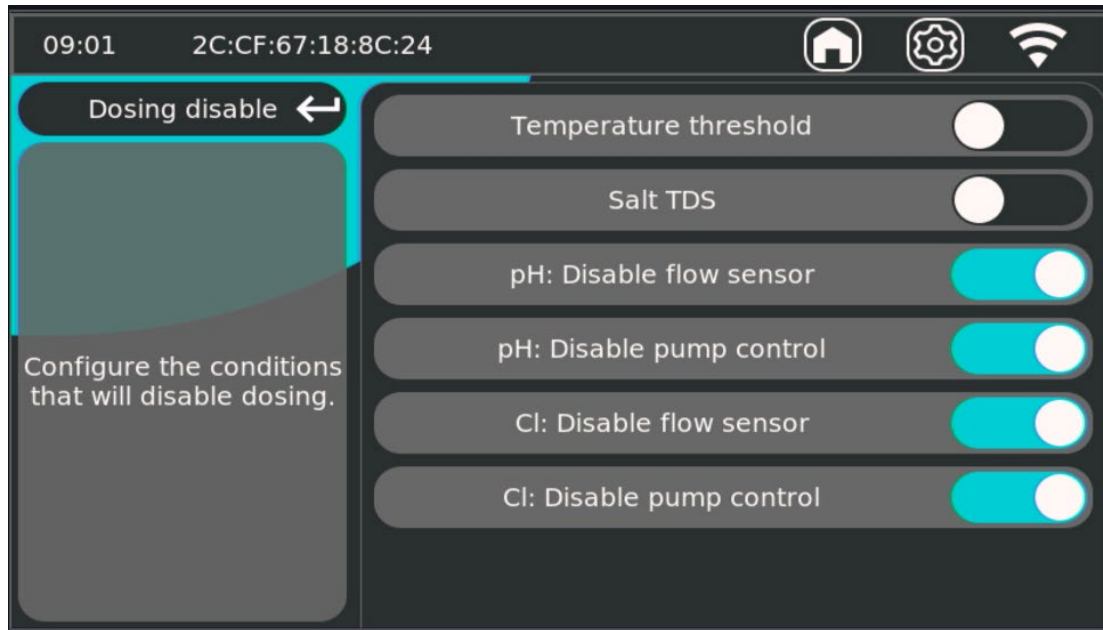 09:01 2C:CF:67:18:8C:24
Dosing disable
Configure the conditions
that will disable dosing.
Temperature threshold
Salt TDS
pH: Disable flow sensor
pH: Disable pump control
Cl: Disable flow sensor
Cl: Disable pump control